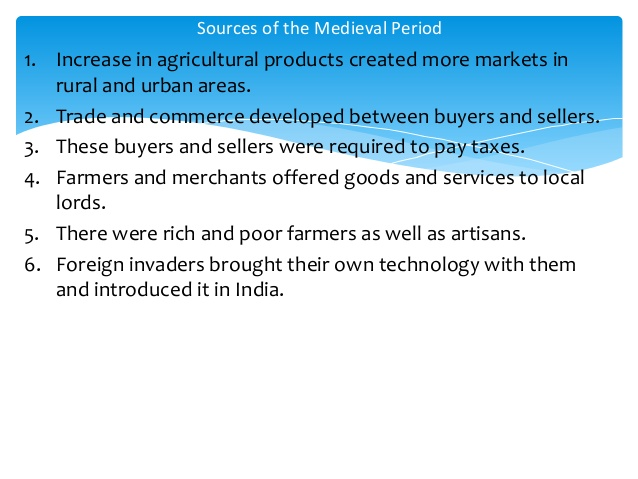 Sources of the Medieval Period
1. Increase in agricultural products created more markets in
rural and urban areas.
2. Trade and commerce developed between buyers and sellers.
3. These buyers and sellers were required to pay taxes.
4. Farmers and merchants offered goods and services to local
lords.
5. There were rich and poor farmers as well as artisans.
6. Foreign invaders brought their own technology with them
and introduced it in India.